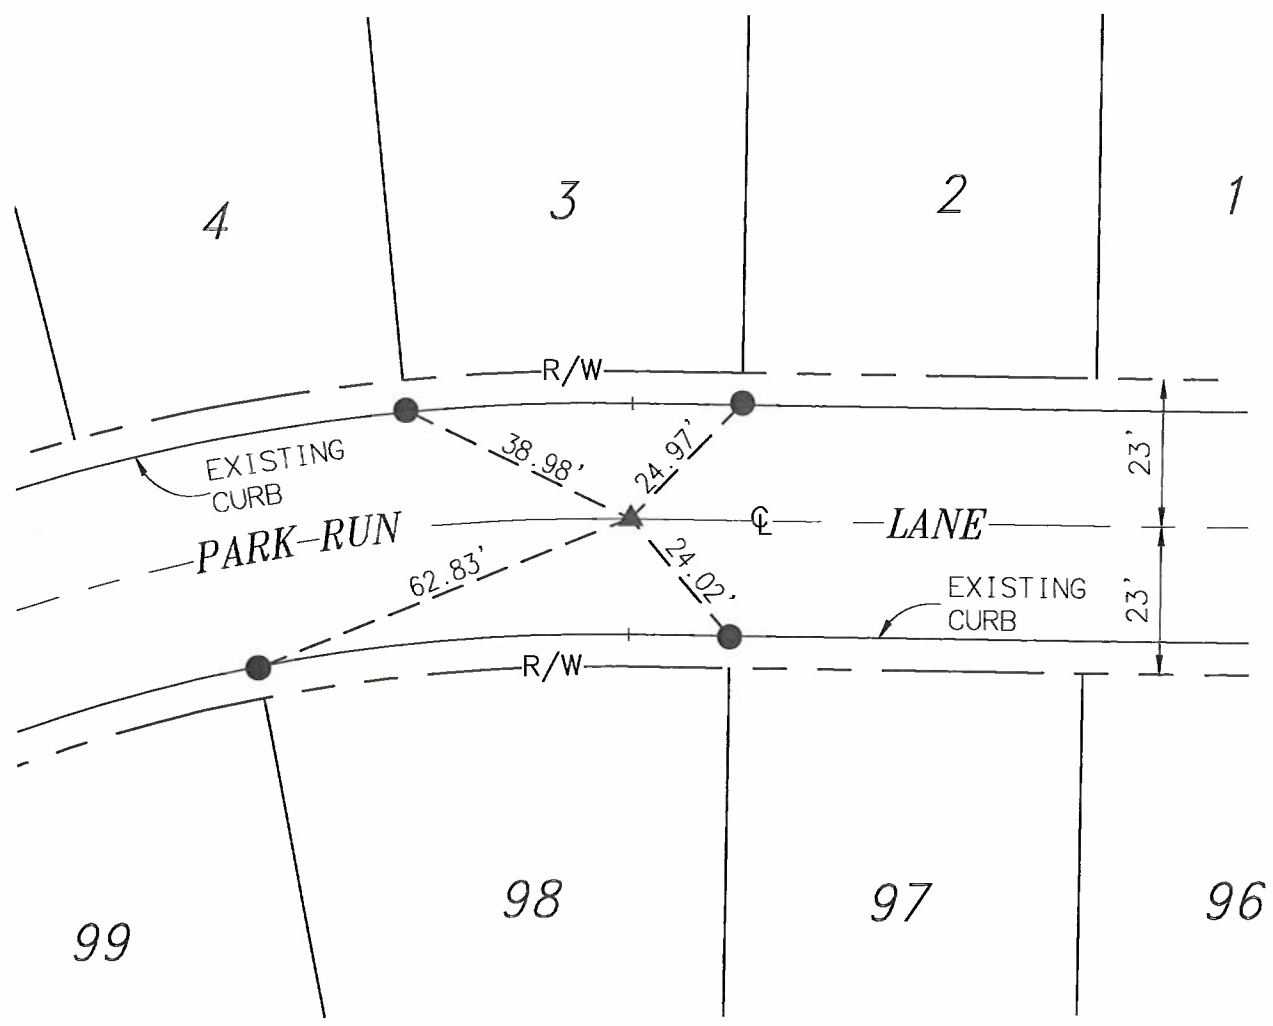 4
3
2
1
R/W
38.98'
24.97'
23'
EXISTING
CURB
PARK RUN
℄
LANE
62.83'
24.02'
23'
EXISTING
CURB
R/W
99
98
97
96